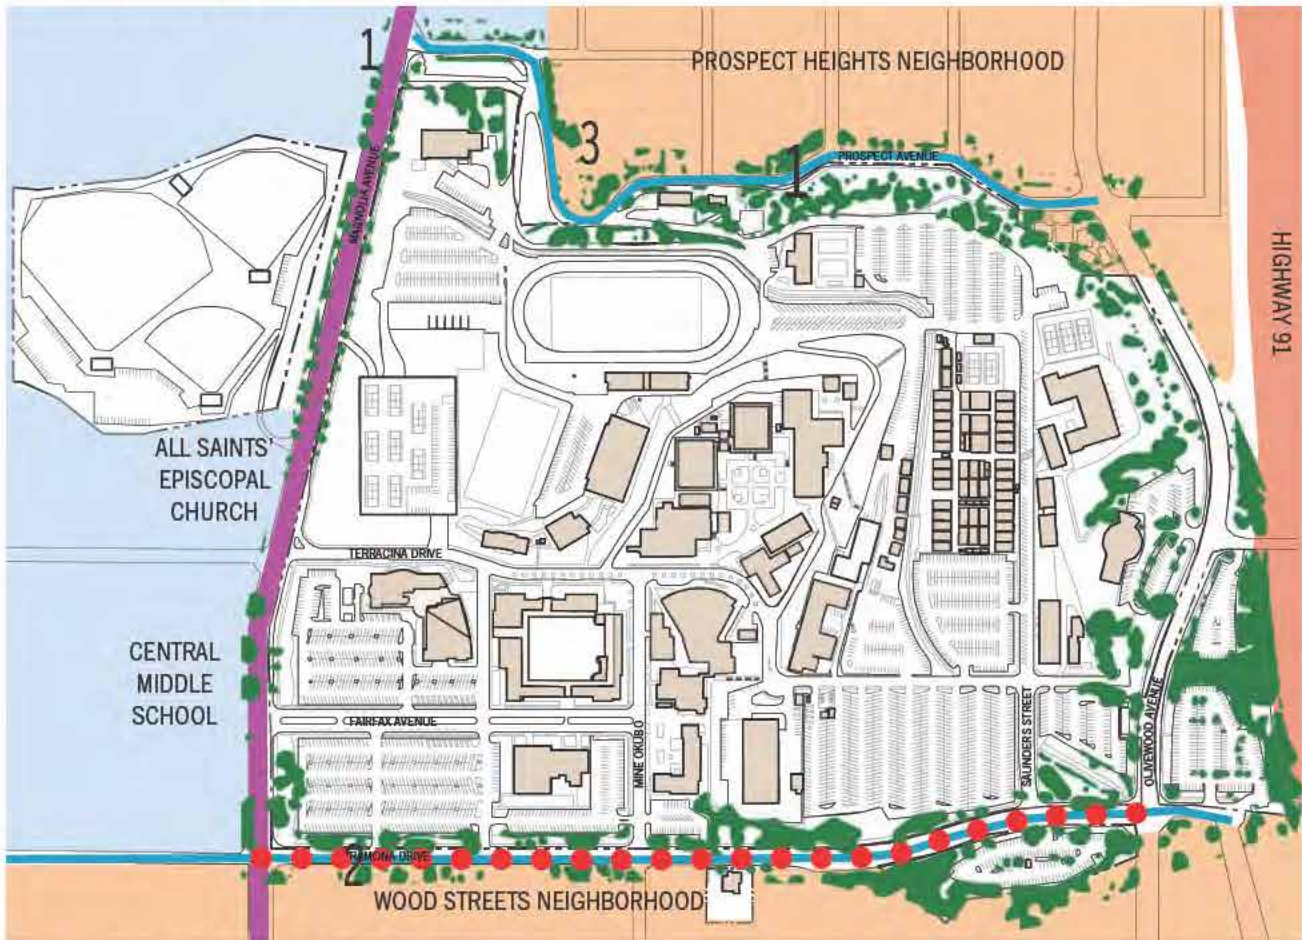 1
PROSPECT HEIGHTS NEIGHBORHOOD
3
1
PROSPECT AVENUE
MAGNOLIA AVENUE
HIGHWAY 91
ALL SAINTS'
EPISCOPAL
CHURCH
TERRACINA DRIVE
CENTRAL
MIDDLE
SCHOOL
FAIRFAX AVENUE
MINE OKUBO
SAUNDERS STREET
OLIVEWOOD AVENUE
RAMONA DRIVE
2
WOOD STREETS NEIGHBORHOOD